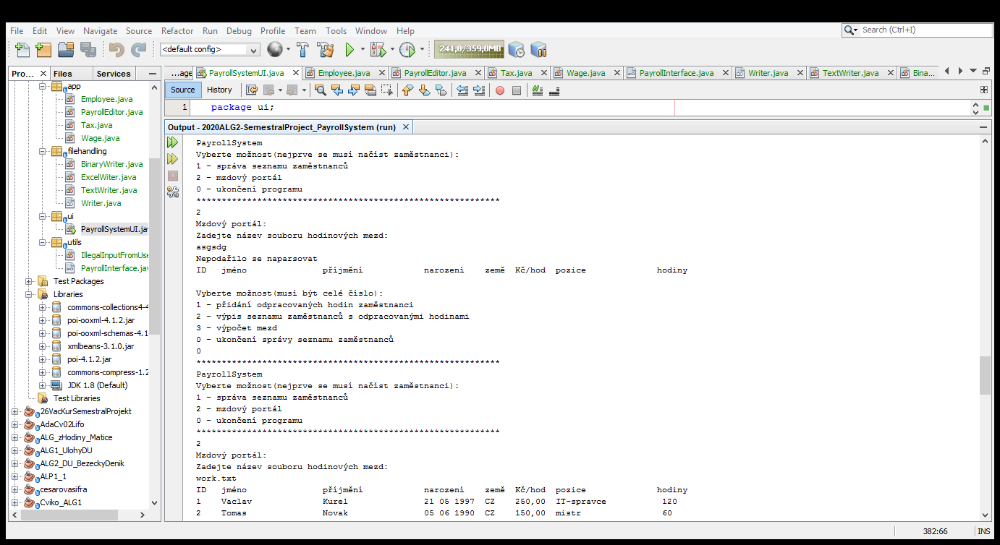 File Edit View Navigate Source Refactor Run Debug Profile Team Tools Window Help
Search (Ctrl+I)
<default config>
241,8/359,0MB
Pro... Files Services
...age PayrollSystemUI.java Employee.java PayrollEditor.java Tax.java Wage.java PayrollInterface.java Writer.java TextWriter.java Bina...
Source History
1 package ui;
app
Employee.java
PayrollEditor.java
Tax.java
Wage.java
filehandling
BinaryWriter.java
ExcelWiter.java
TextWriter.java
Writer.java
ui
PayrollSystemUI.jav
utils
IllegalInputFromUse
PayrollInterface.jav
Test Packages
Libraries
commons-collections4-4
poi-ooxml-4.1.2.jar
poi-ooxml-schemas-4.1
xmlbeans-3.1.0.jar
poi-4.1.2.jar
commons-compress-1.2
JDK 1.8 (Default)
Test Libraries
26VacKurSemestralProjekt
AdaCv02Lifo
ALG_zHodiny_Matice
ALG1_UlohyDU
ALG2_DU_BezeckyDenik
ALP1_1
cesarovasifra
Cviko_ALG1
Output - 2020ALG2-SemestralProject_PayrollSystem (run)
PayrollSystem
Vyberte možnost(nejprve se musí načíst zaměstnanci):
1 - správa seznamu zaměstnanců
2 - mzdový portál
0 - ukončení programu
************************************************************
2
Mzdový portál:
Zadejte název souboru hodinových mezd:
asgsdg
Nepodařilo se naparsovat
ID jméno příjmění narození země Kč/hod pozice hodiny
Vyberte možnost(musí být celé číslo):
1 - přidání odpracovaných hodin zaměstnanci
2 - výpis seznamu zaměstnanců s odpracovanými hodinami
3 - výpočet mezd
0 - ukončení správy seznamu zaměstnanců
0
************************************************************
PayrollSystem
Vyberte možnost(nejprve se musí načíst zaměstnanci):
1 - správa seznamu zaměstnanců
2 - mzdový portál
0 - ukončení programu
************************************************************
2
Mzdový portál:
Zadejte název souboru hodinových mezd:
work.txt
ID jméno příjmění narození země Kč/hod pozice hodiny
1 Vaclav Kurel 21 05 1997 CZ 250,00 IT-spravce 120
2 Tomas Novak 05 06 1990 CZ 150,00 mistr 60
382:66 INS